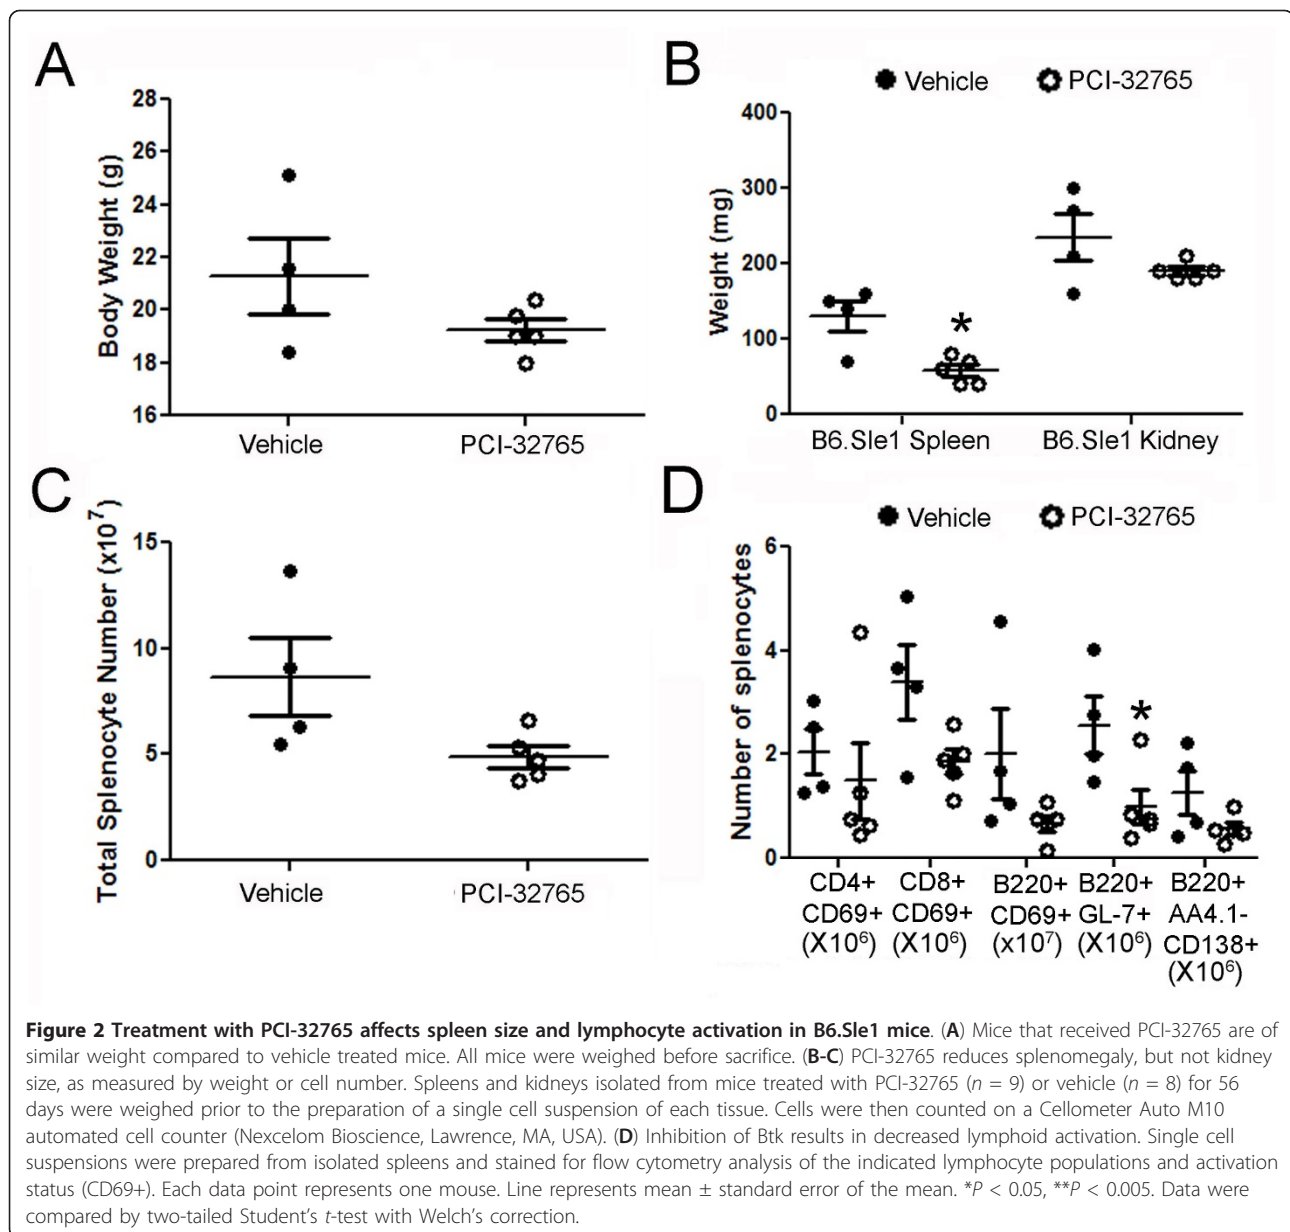 A
Body Weight (g)
28
26
24
22
20
18
16
Vehicle
PCI-32765
B
Vehicle
PCI-32765
Weight (mg)
400
300
200
100
0
*
B6.Sle1 Spleen
B6.Sle1 Kidney
C
Total Splenocyte Number (x10⁷)
15
10
5
0
Vehicle
PCI-32765
D
Vehicle
PCI-32765
Number of splenocytes
6
4
2
0
*
CD4+
CD69+
(X10⁶)
CD8+
CD69+
(X10⁶)
B220+
CD69+
(x10⁷)
B220+
GL-7+
(X10⁶)
B220+
AA4.1-
CD138+
(X10⁶)
Figure 2 Treatment with PCI-32765 affects spleen size and lymphocyte activation in B6.Sle1 mice. (A) Mice that received PCI-32765 are of
similar weight compared to vehicle treated mice. All mice were weighed before sacrifice. (B-C) PCI-32765 reduces splenomegaly, but not kidney
size, as measured by weight or cell number. Spleens and kidneys isolated from mice treated with PCI-32765 (n = 9) or vehicle (n = 8) for 56
days were weighed prior to the preparation of a single cell suspension of each tissue. Cells were then counted on a Cellometer Auto M10
automated cell counter (Nexcelom Bioscience, Lawrence, MA, USA). (D) Inhibition of Btk results in decreased lymphoid activation. Single cell
suspensions were prepared from isolated spleens and stained for flow cytometry analysis of the indicated lymphocyte populations and activation
status (CD69+). Each data point represents one mouse. Line represents mean ± standard error of the mean. *P < 0.05, **P < 0.005. Data were
compared by two-tailed Student's t-test with Welch's correction.